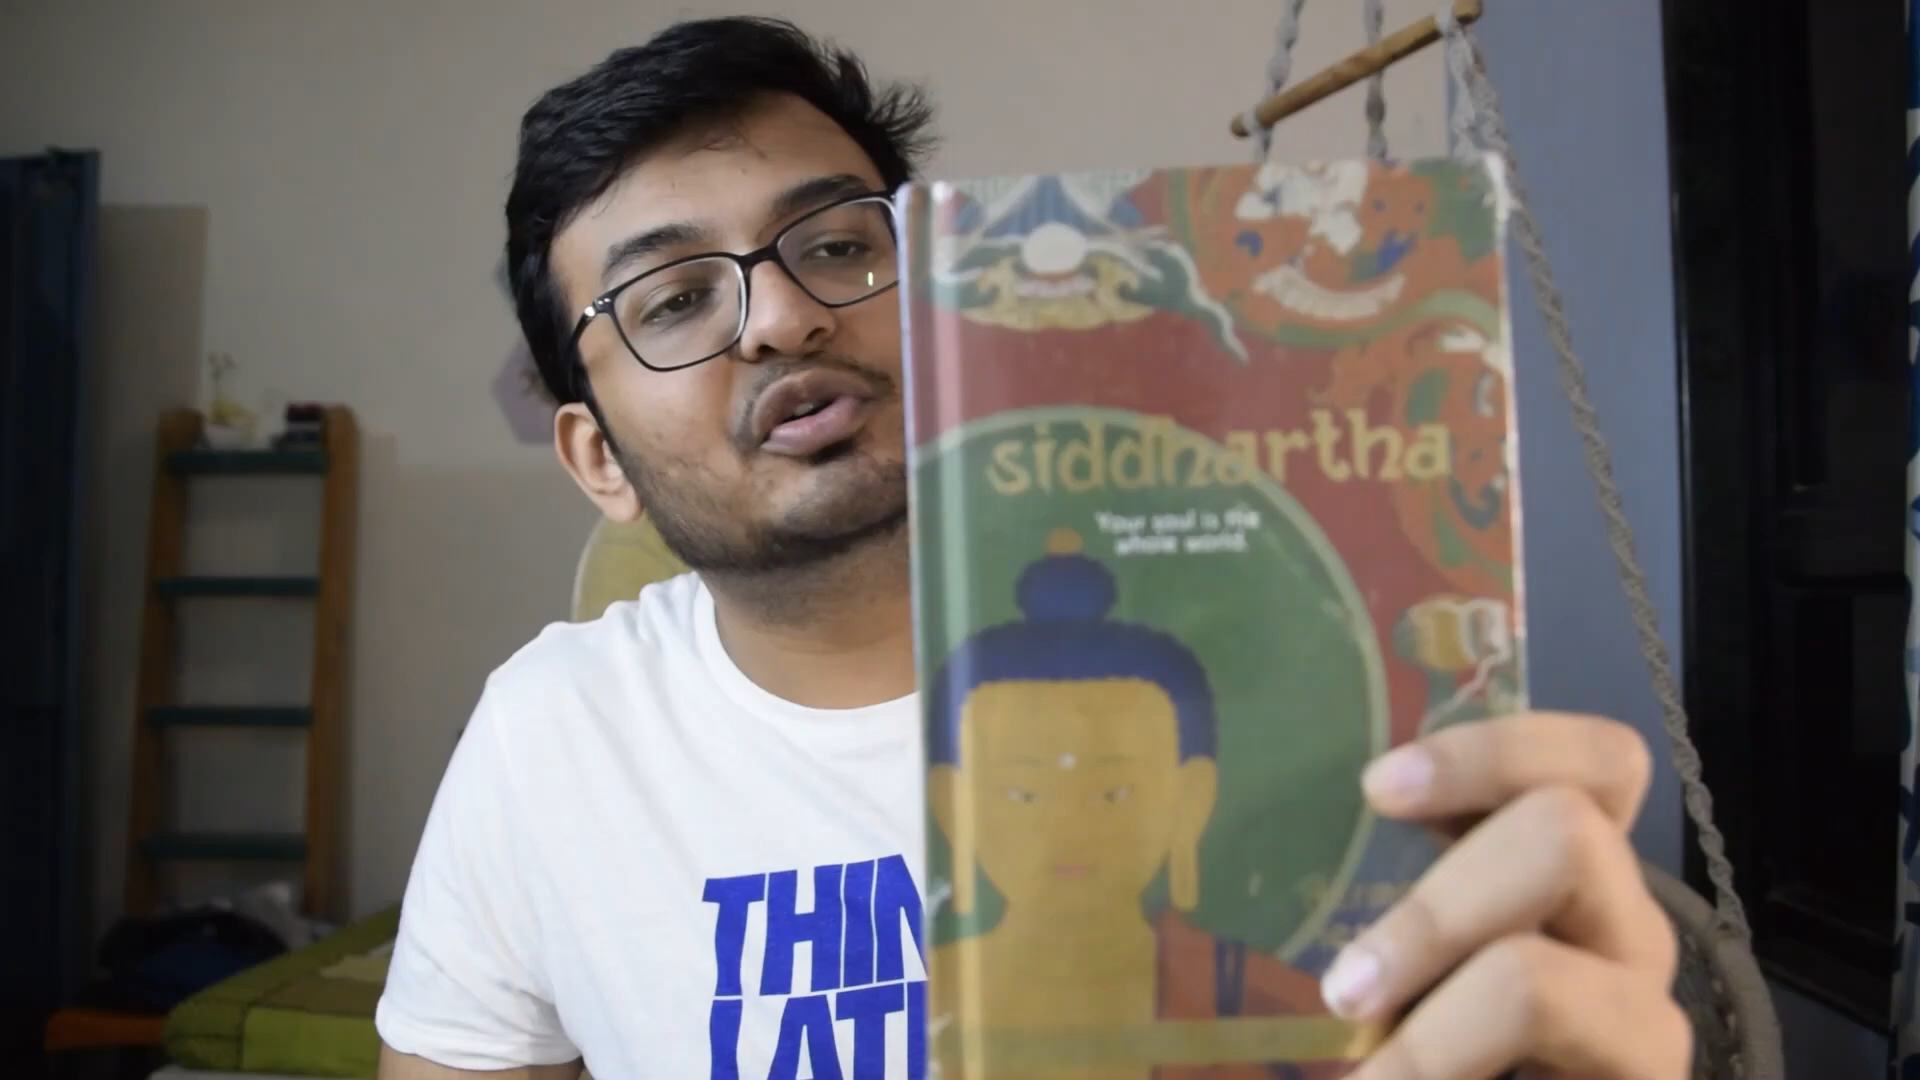 siddhartha
Your soul is the
whole world.
THIN
LAT